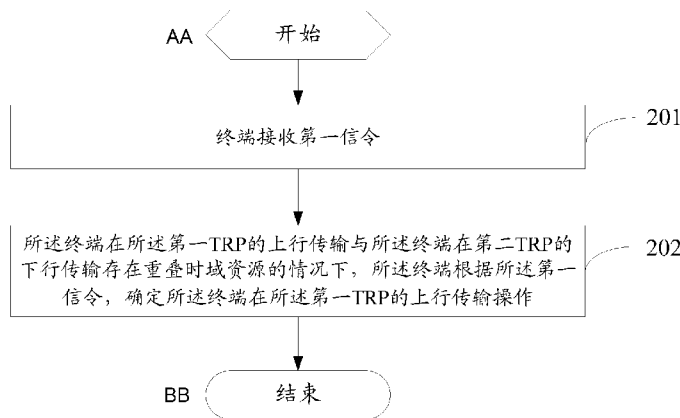 AA
开始
201
终端接收第一信令
所述终端在所述第一TRP的上行传输与所述终端在第二TRP的
下行传输存在重叠时域资源的情况下，所述终端根据所述第一
信令，确定所述终端在所述第一TRP的上行传输操作
202
BB
结束